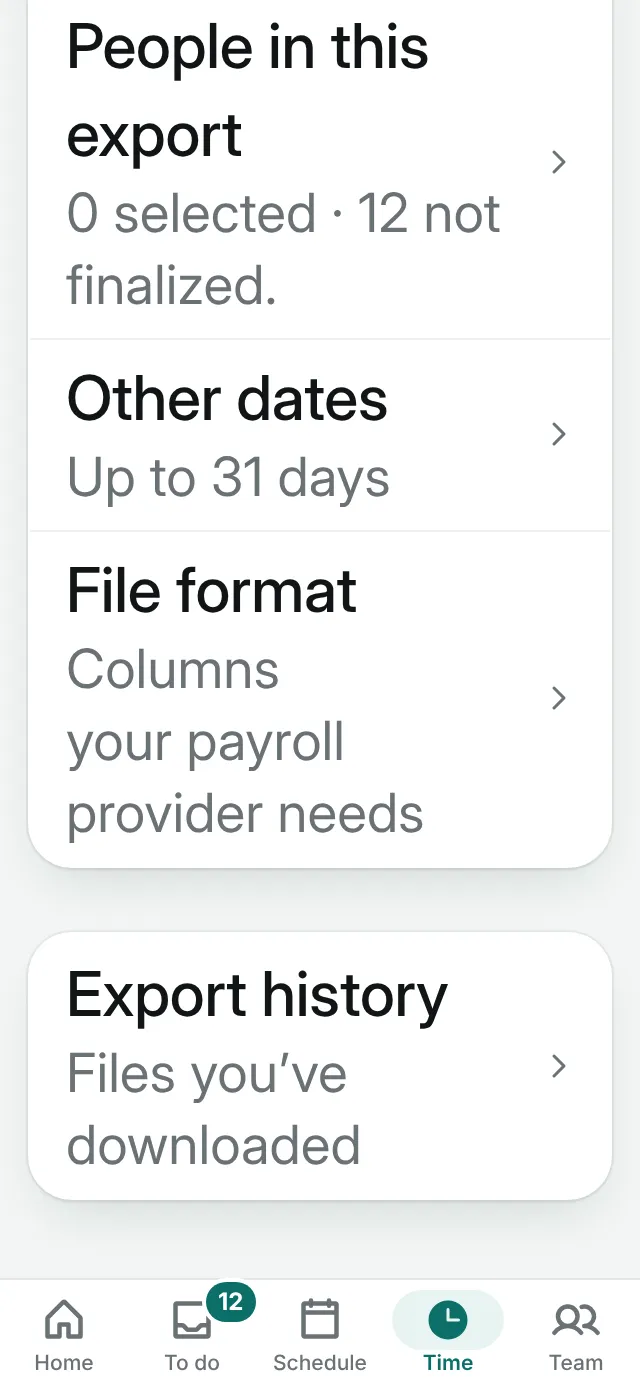 People in this
export
0 selected · 12 not
finalized.
Other dates
Up to 31 days
File format
Columns
your payroll
provider needs
Export history
Files you’ve
downloaded
12
Home
To do
Schedule
Time
Team